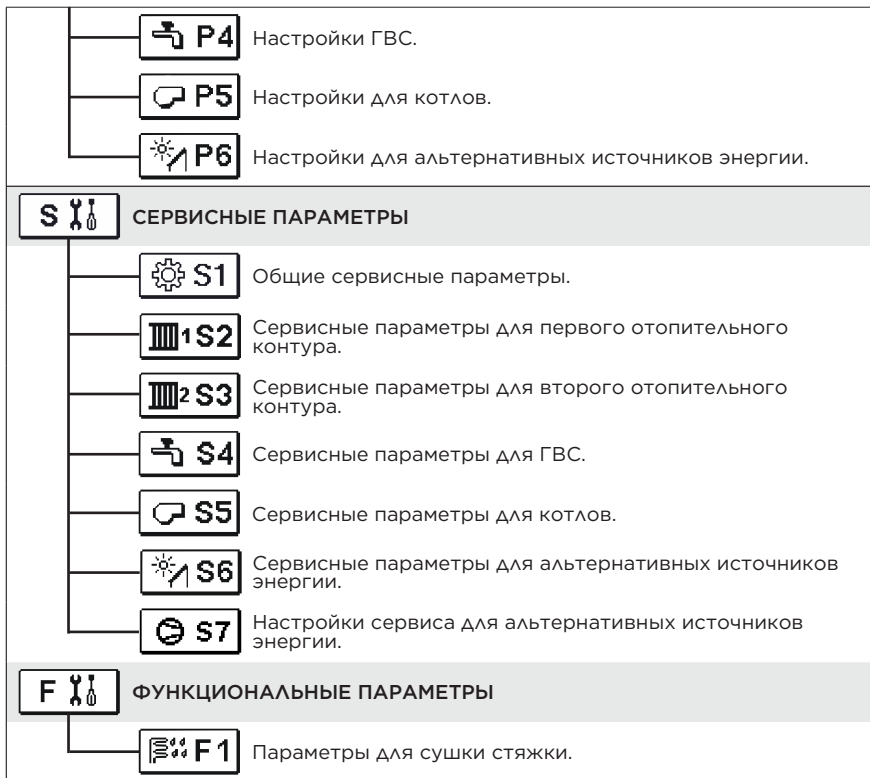 P4 Настройки ГВС.
P5 Настройки для котлов.
P6 Настройки для альтернативных источников энергии.
S СЕРВИСНЫЕ ПАРАМЕТРЫ
S1 Общие сервисные параметры.
1 S2 Сервисные параметры для первого отопительного
контура.
2 S3 Сервисные параметры для второго отопительного
контура.
S4 Сервисные параметры для ГВС.
S5 Сервисные параметры для котлов.
S6 Сервисные параметры для альтернативных источников
энергии.
S7 Настройки сервиса для альтернативных источников
энергии.
F ФУНКЦИОНАЛЬНЫЕ ПАРАМЕТРЫ
F1 Параметры для сушки стяжки.